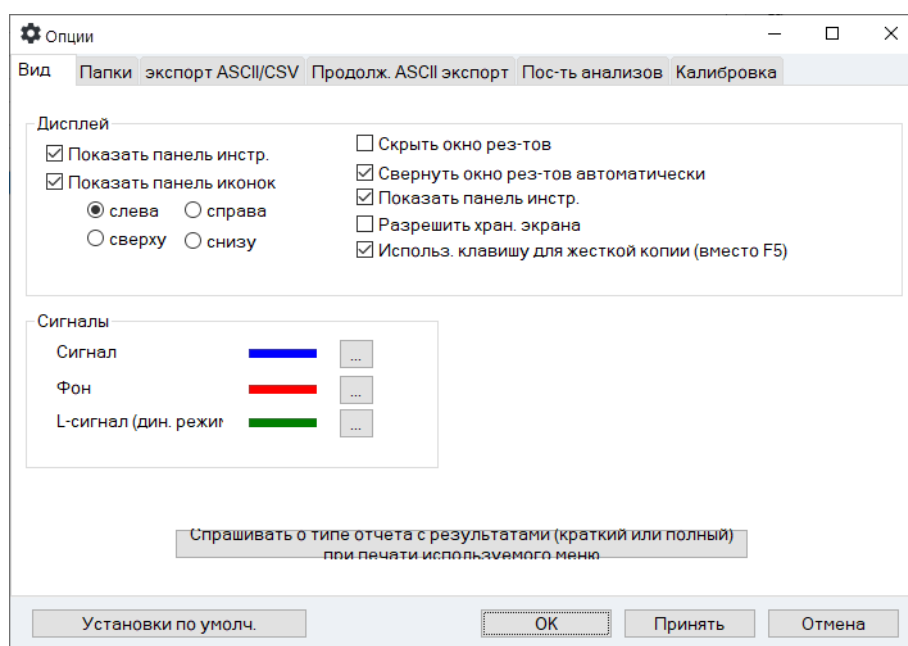 Опции
Вид Папки экспорт ASCII/CSV Продолж. ASCII экспорт Пос-ть анализов Калибровка
Дисплей
Показать панель инстр.
Показать панель иконок
слева справа
сверху снизу
Скрыть окно рез-тов
Свернуть окно рез-тов автоматически
Показать панель инстр.
Разрешить хран. экрана
Использ. клавишу для жесткой копии (вместо F5)
Сигналы
Сигнал ...
Фон ...
L-сигнал (дин. режим ...
Спрашивать о типе отчета с результатами (краткий или полный)
при печати используемого меню
Установки по умолч. OK Принять Отмена